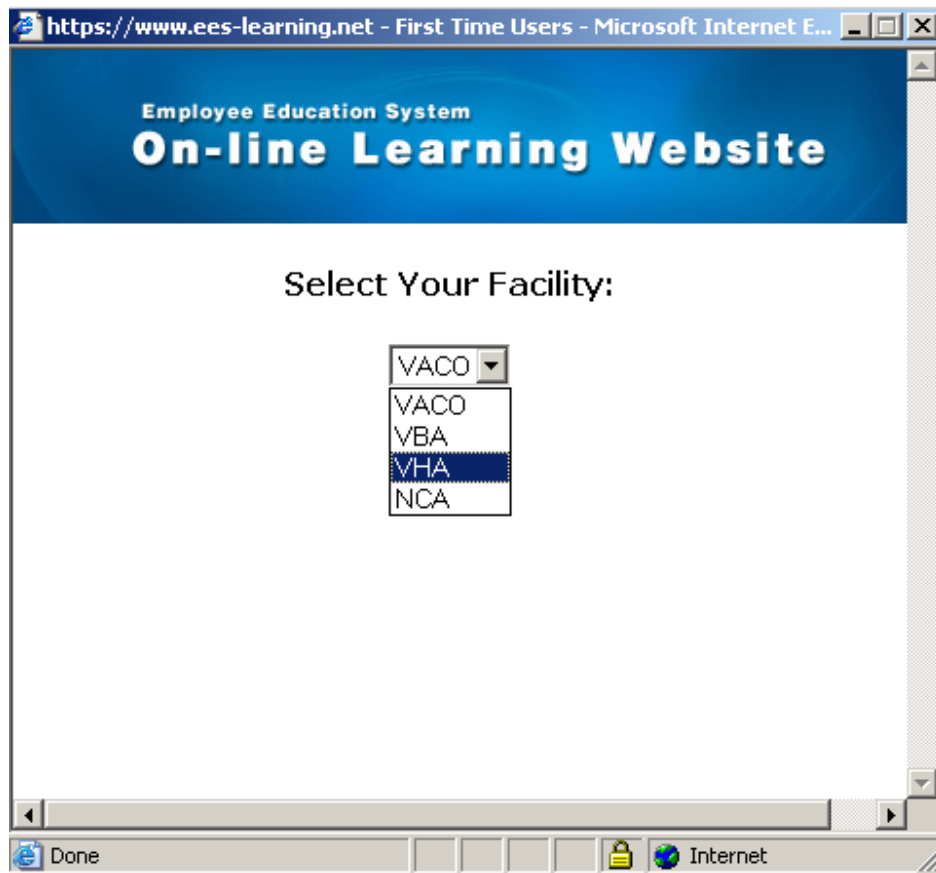 https://www.ees-learning.net - First Time Users - Microsoft Internet E...
Employee Education System
On-line Learning Website
Select Your Facility:
VACO
VACO
VBA
VHA
NCA
Done
Internet